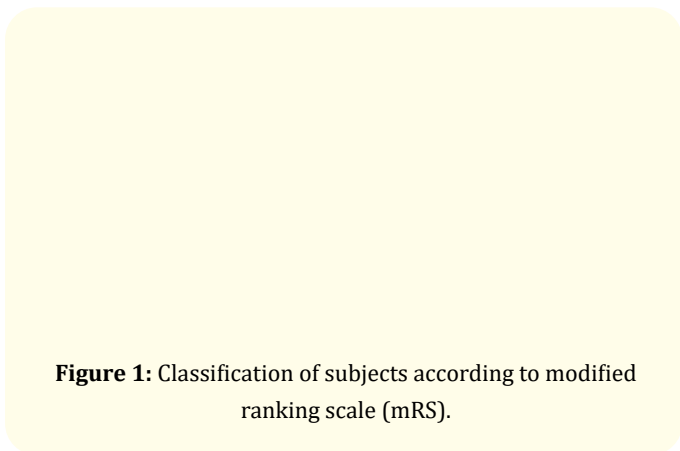 Figure 1: Classification of subjects according to modified
ranking scale (mRS).